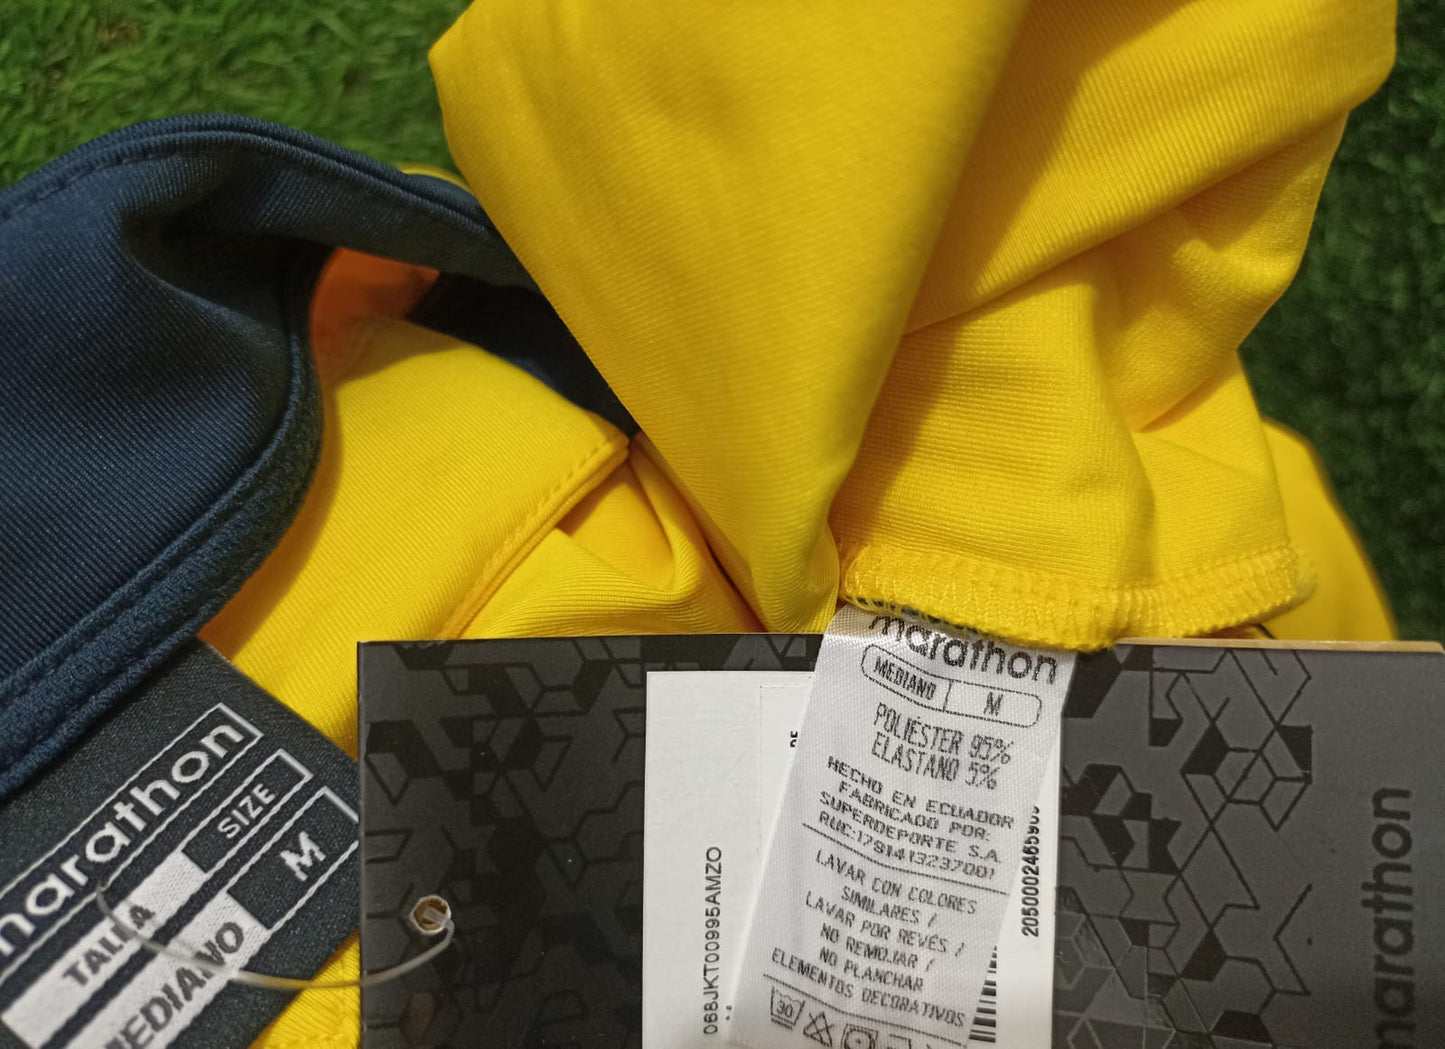 marathon
MEDIANO M
POLIÉSTER 95%
ELASTANO 5%
HECHO EN ECUADOR
FABRICADO POR:
SUPERDEPORTE S.A.
RUC:1791413237001
LAVAR CON COLORES
SIMILARES /
LAVAR POR REVÉS /
NO REMOJAR /
NO PLANCHAR
ELEMENTOS DECORATIVOS
30
marathon
TALLA SIZE
MEDIANO M
068JKT00995AMZO
marathon